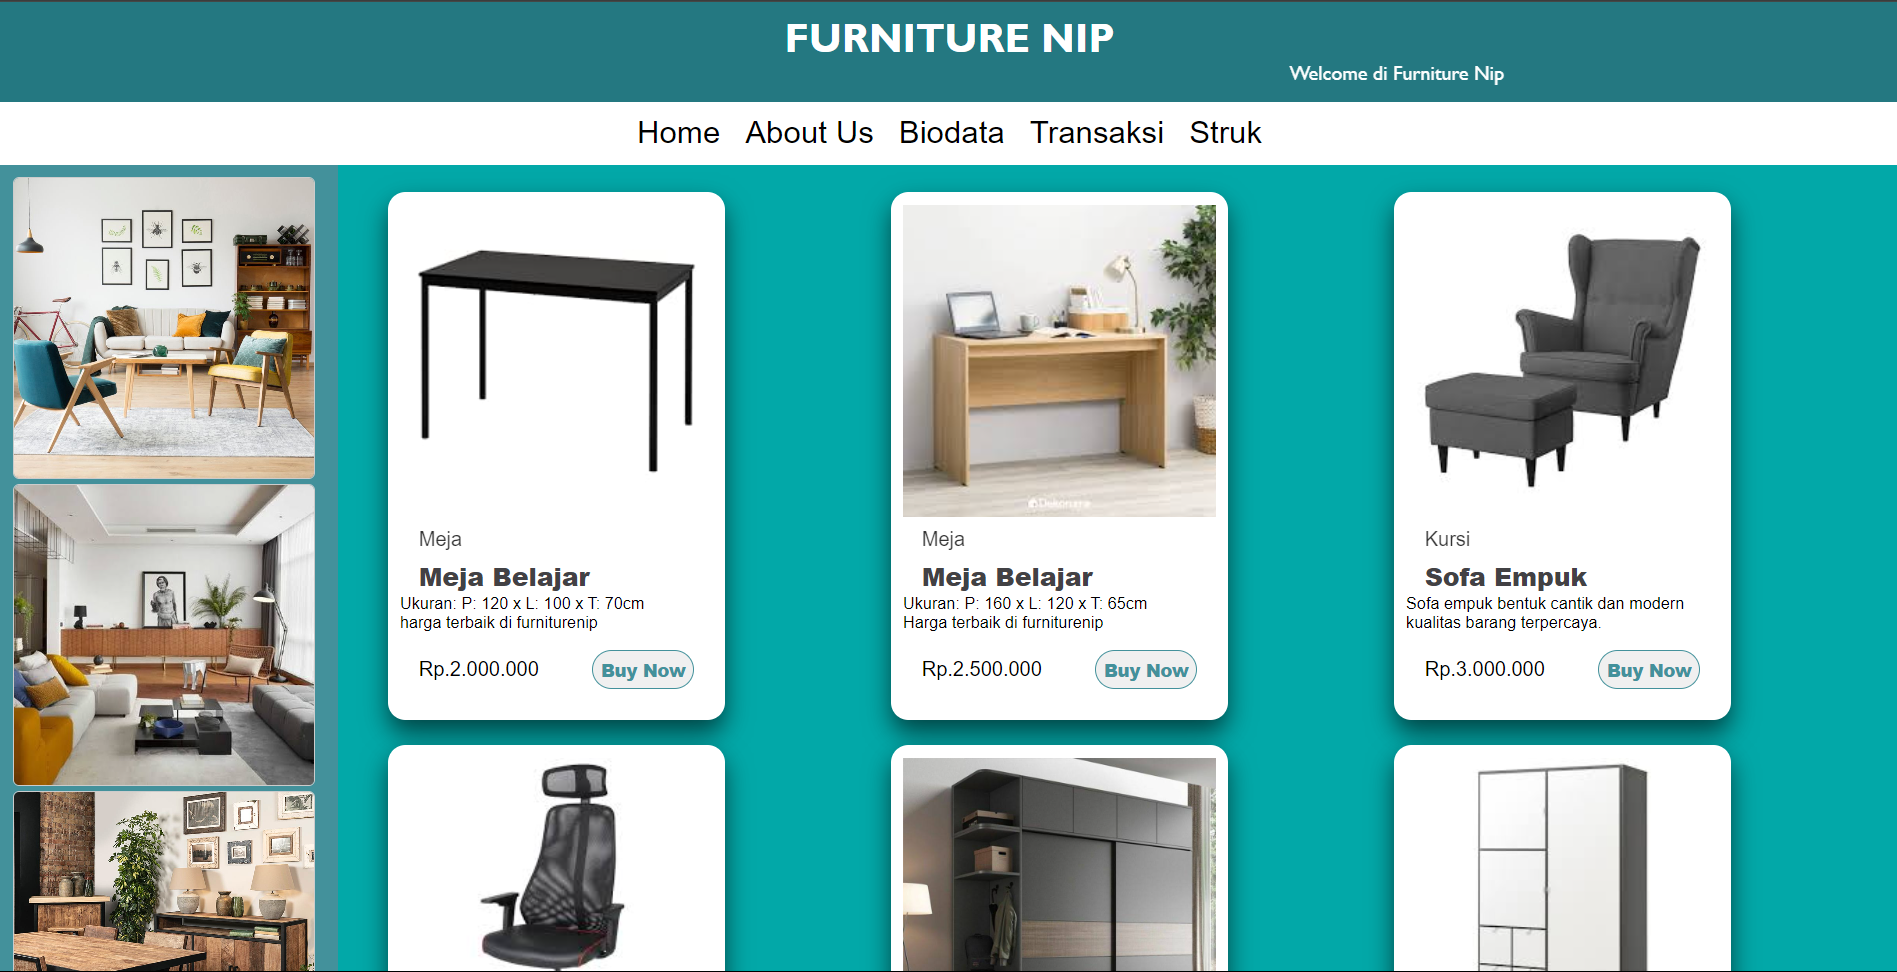 FURNITURE NIP
Welcome di Furniture Nip
Home About Us Biodata Transaksi Struk
Meja
Meja Belajar
Ukuran: P: 120 x L: 100 x T: 70cm
harga terbaik di furniturenip
Rp.2.000.000 Buy Now
Dekoruma
Meja
Meja Belajar
Ukuran: P: 160 x L: 120 x T: 65cm
Harga terbaik di furniturenip
Rp.2.500.000 Buy Now
Kursi
Sofa Empuk
Sofa empuk bentuk cantik dan modern
kualitas barang terpercaya.
Rp.3.000.000 Buy Now